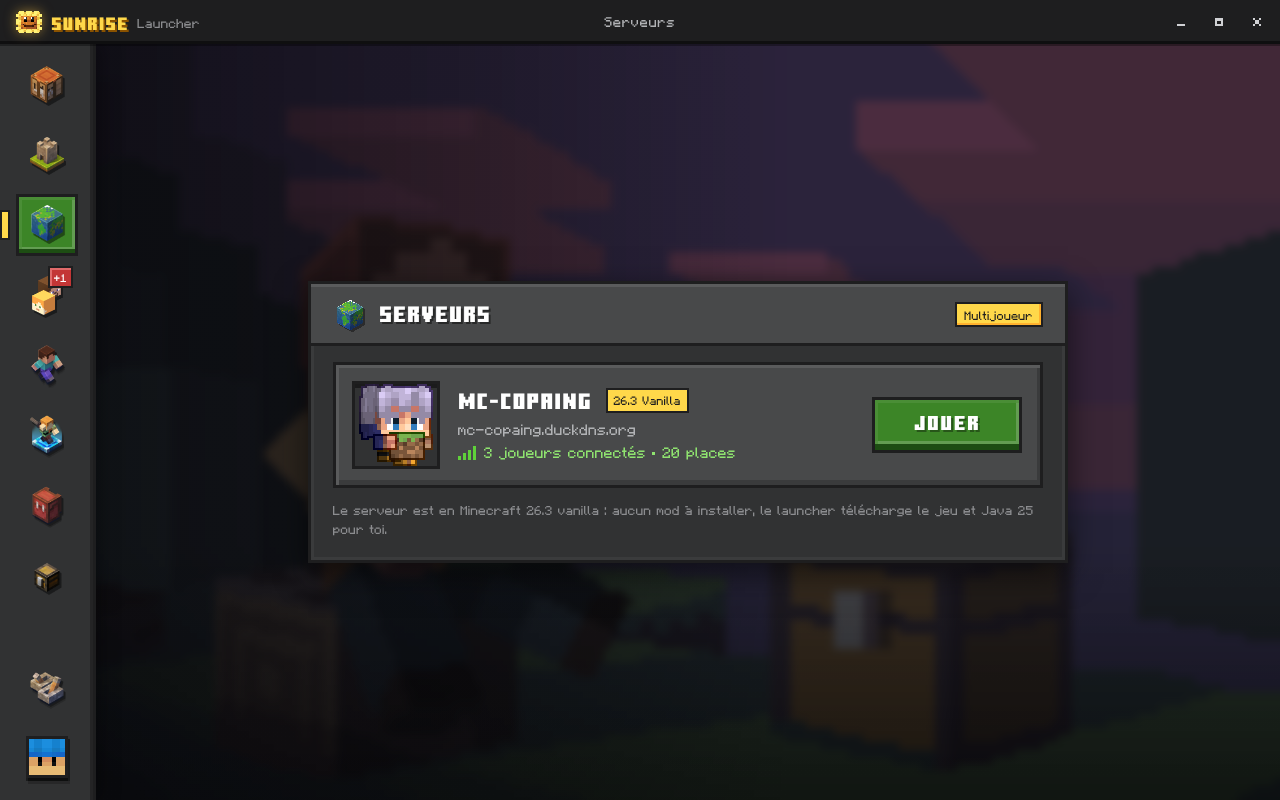 SUNRISE Launcher
Serveurs
+1
SERVEURS
Multijoueur
MC-COPAING
26.3 Vanilla
mc-copaing.duckdns.org
3 joueurs connectés • 20 places
JOUER
Le serveur est en Minecraft 26.3 vanilla : aucun mod à installer, le launcher télécharge le jeu et Java 25
pour toi.